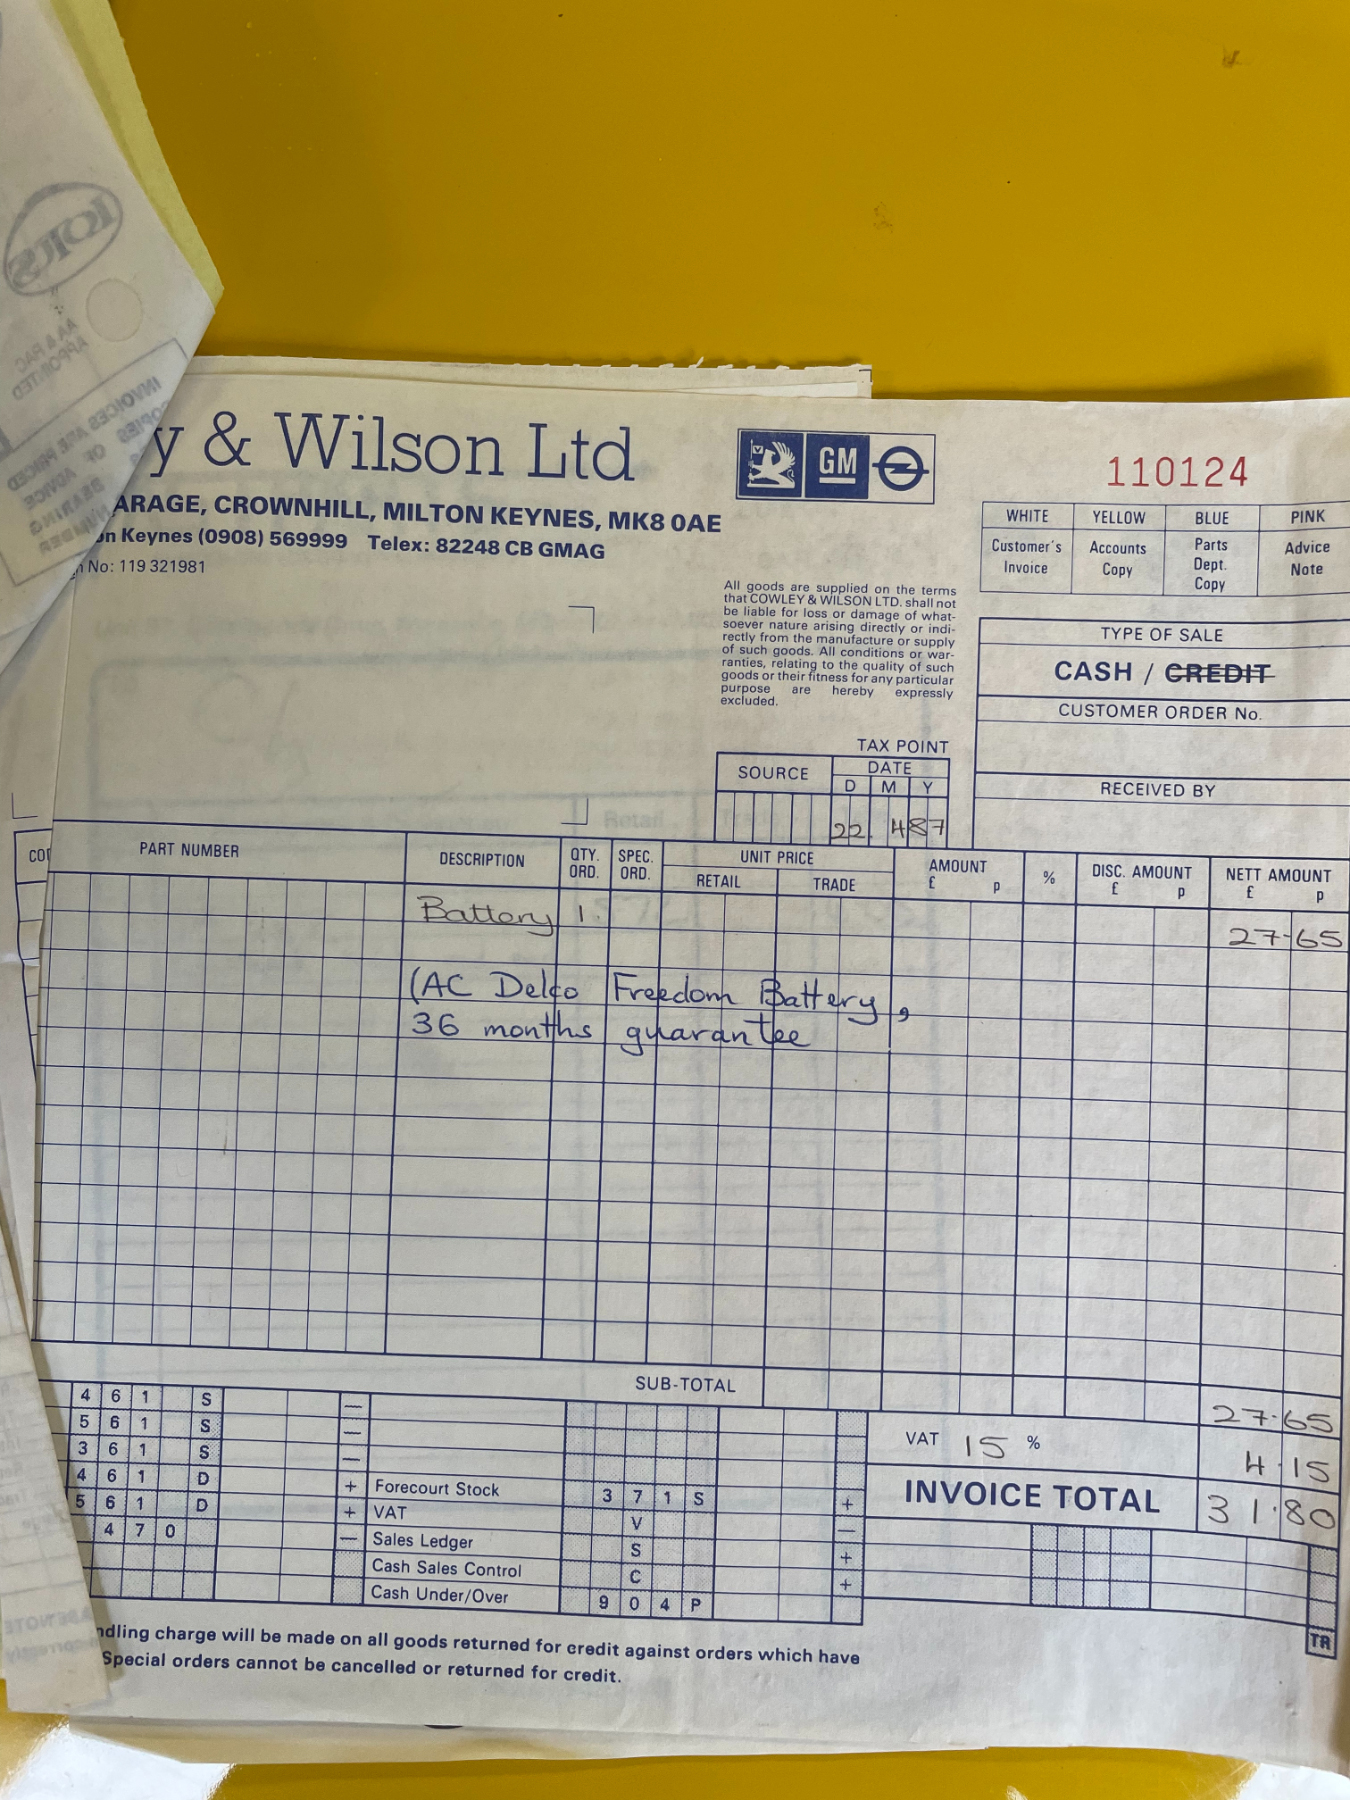 y & Wilson Ltd
GM
110124
ARAGE, CROWNHILL, MILTON KEYNES, MK8 0AE
on Keynes (0908) 569999 Telex: 82248 CB GMAG
n No: 119 321981
WHITE YELLOW BLUE PINK
Customer's Invoice Accounts Copy Parts Dept. Copy Advice Note
All goods are supplied on the terms
that COWLEY & WILSON LTD. shall not
be liable for loss or damage of what-
soever nature arising directly or indi-
rectly from the manufacture or supply
of such goods. All conditions or war-
ranties, relating to the quality of such
goods or their fitness for any particular
purpose are hereby expressly
excluded.
TYPE OF SALE
CASH / CREDIT
CUSTOMER ORDER No.
RECEIVED BY
TAX POINT
SOURCE DATE
D M Y
22 4 87
PART NUMBER DESCRIPTION QTY. ORD. SPEC. ORD. UNIT PRICE RETAIL TRADE AMOUNT £ p % DISC. AMOUNT £ p NETT AMOUNT £ p
Battery 1. 27·65
(AC Delco Freedom Battery,
36 months guarantee
SUB-TOTAL 27·65
VAT 15 % 4·15
INVOICE TOTAL 31·80
4 6 1 S —
5 6 1 S —
3 6 1 S —
4 6 1 D + Forecourt Stock 3 7 1 S +
5 6 1 D + VAT V —
4 7 0 — Sales Ledger S +
Cash Sales Control C +
Cash Under/Over 9 0 4 P
TR
ndling charge will be made on all goods returned for credit against orders which have
Special orders cannot be cancelled or returned for credit.